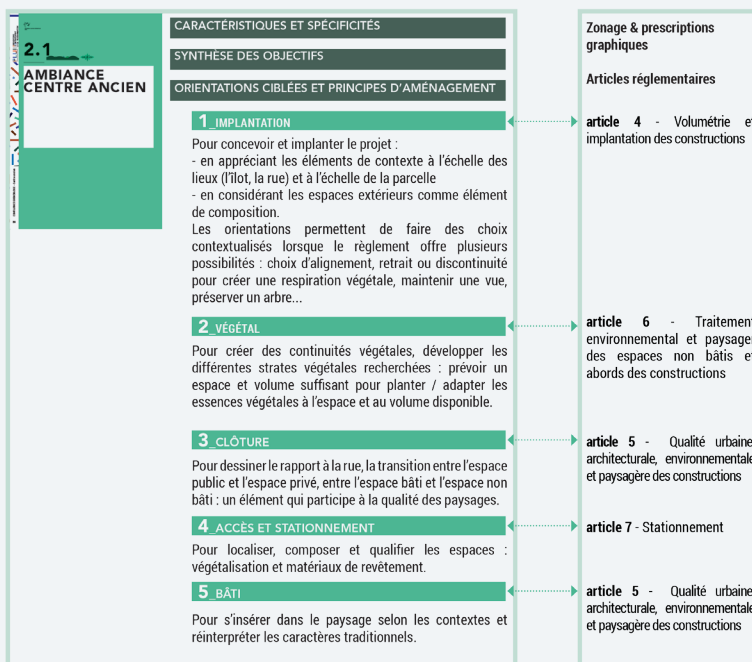 2.1
AMBIANCE
CENTRE ANCIEN
CARACTÉRISTIQUES ET SPÉCIFICITÉS
SYNTHÈSE DES OBJECTIFS
ORIENTATIONS CIBLÉES ET PRINCIPES D'AMÉNAGEMENT
1_IMPLANTATION
Pour concevoir et implanter le projet :
- en appréciant les éléments de contexte à l'échelle des
lieux (l'îlot, la rue) et à l'échelle de la parcelle
- en considérant les espaces extérieurs comme élément
de composition.
Les orientations permettent de faire des choix
contextualisés lorsque le règlement offre plusieurs
possibilités : choix d'alignement, retrait ou discontinuité
pour créer une respiration végétale, maintenir une vue,
préserver un arbre...
2_VÉGÉTAL
Pour créer des continuités végétales, développer les
différentes strates végétales recherchées : prévoir un
espace et volume suffisant pour planter / adapter les
essences végétales à l'espace et au volume disponible.
3_CLÔTURE
Pour dessiner le rapport à la rue, la transition entre l'espace
public et l'espace privé, entre l'espace bâti et l'espace non
bâti : un élément qui participe à la qualité des paysages.
4_ACCÈS ET STATIONNEMENT
Pour localiser, composer et qualifier les espaces :
végétalisation et matériaux de revêtement.
5_BÂTI
Pour s'insérer dans le paysage selon les contextes et
réinterpréter les caractères traditionnels.
Zonage & prescriptions
graphiques
Articles réglementaires
article 4 - Volumétrie et
implantation des constructions
article 6 - Traitement
environnemental et paysager
des espaces non bâtis et
abords des constructions
article 5 - Qualité urbaine
architecturale, environnementale
et paysagère des constructions
article 7 - Stationnement
article 5 - Qualité urbaine
architecturale, environnementale
et paysagère des constructions